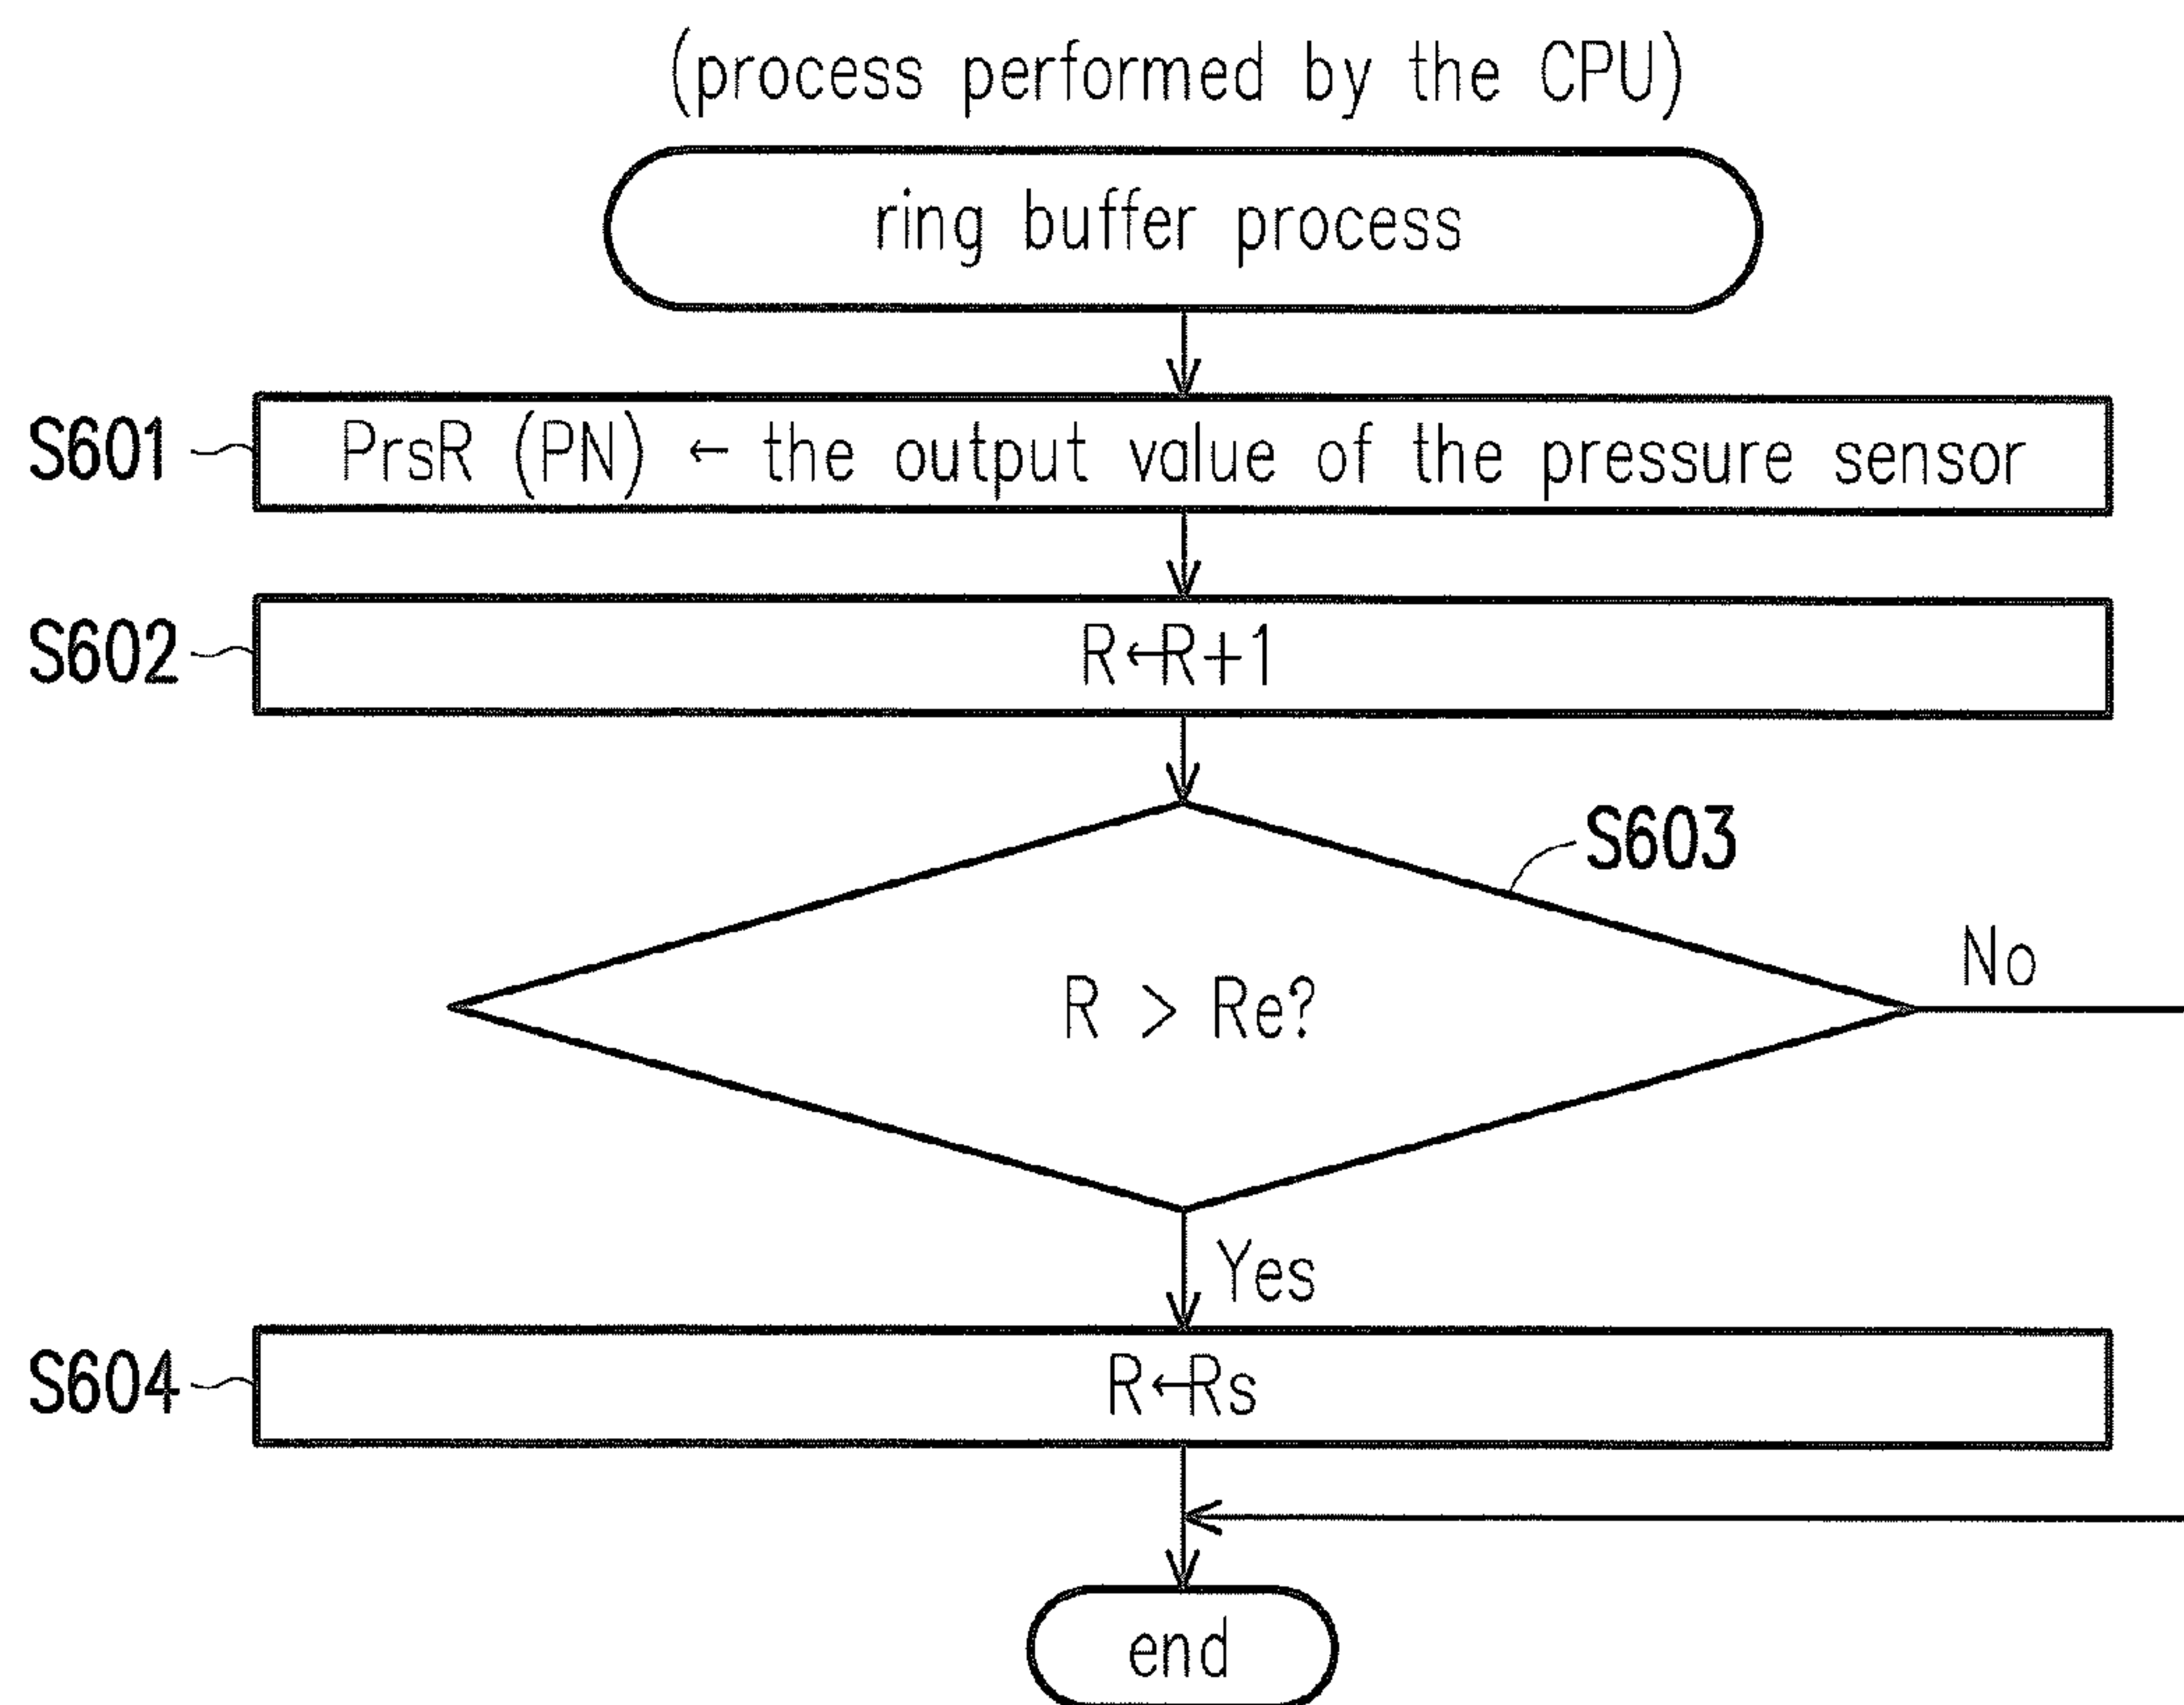 (process performed by the CPU)
ring buffer process
S601
PrsR (PN) ← the output value of the pressure sensor
S602
R←R+1
S603
R > Re?
No
Yes
S604
R←Rs
end